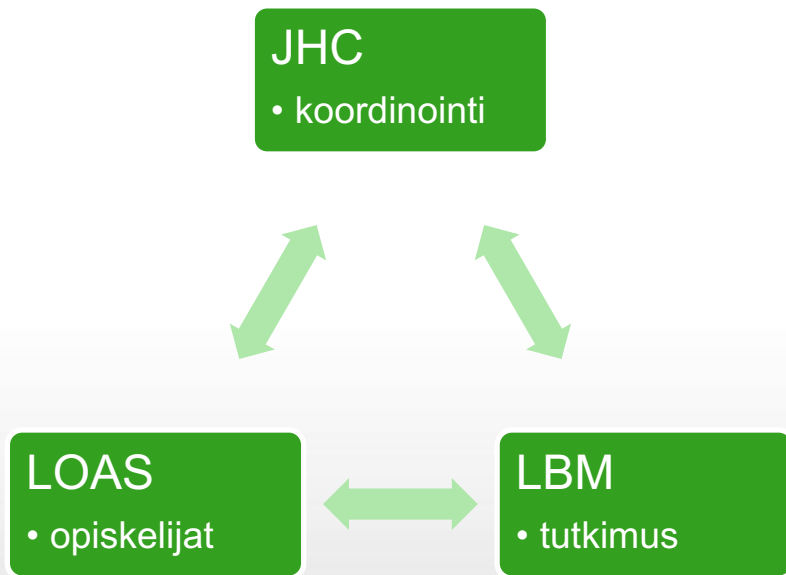 JHC
• koordinointi
LOAS
• opiskelijat
LBM
• tutkimus